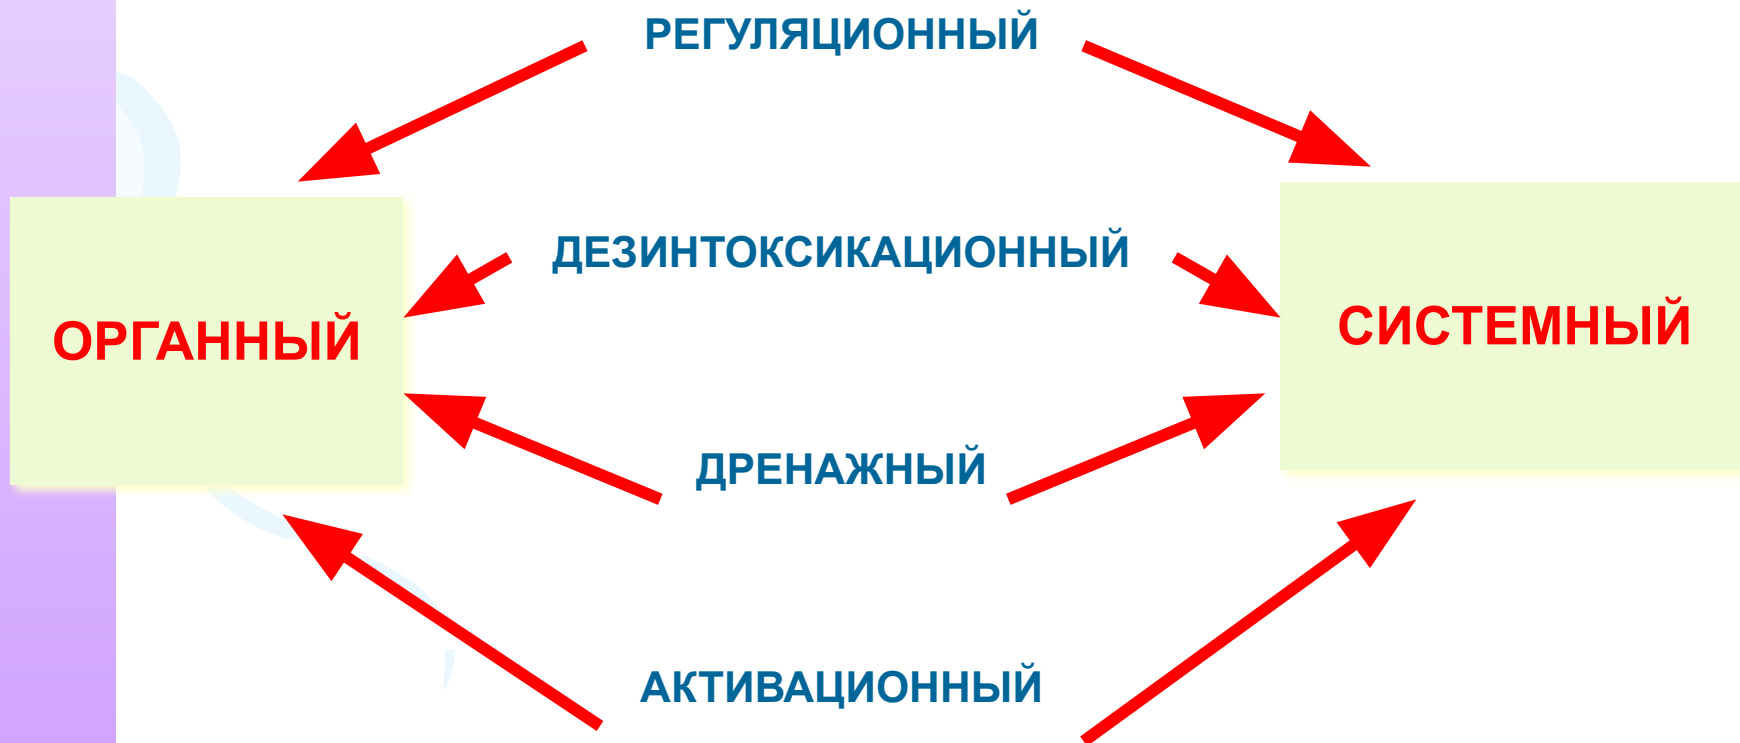 РЕГУЛЯЦИОННЫЙ
ДЕЗИНТОКСИКАЦИОННЫЙ
ОРГАННЫЙ
СИСТЕМНЫЙ
ДРЕНАЖНЫЙ
АКТИВАЦИОННЫЙ